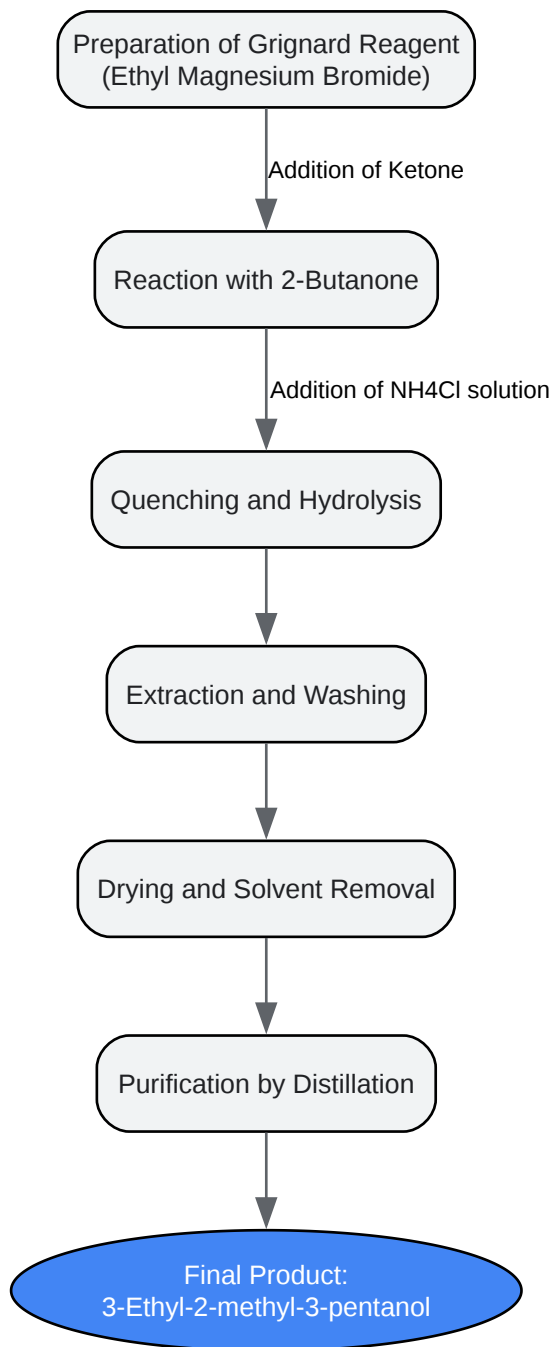 Preparation of Grignard Reagent
(Ethyl Magnesium Bromide)
Addition of Ketone
Reaction with 2-Butanone
Addition of NH4Cl solution
Quenching and Hydrolysis
Extraction and Washing
Drying and Solvent Removal
Purification by Distillation
Final Product:
3-Ethyl-2-methyl-3-pentanol